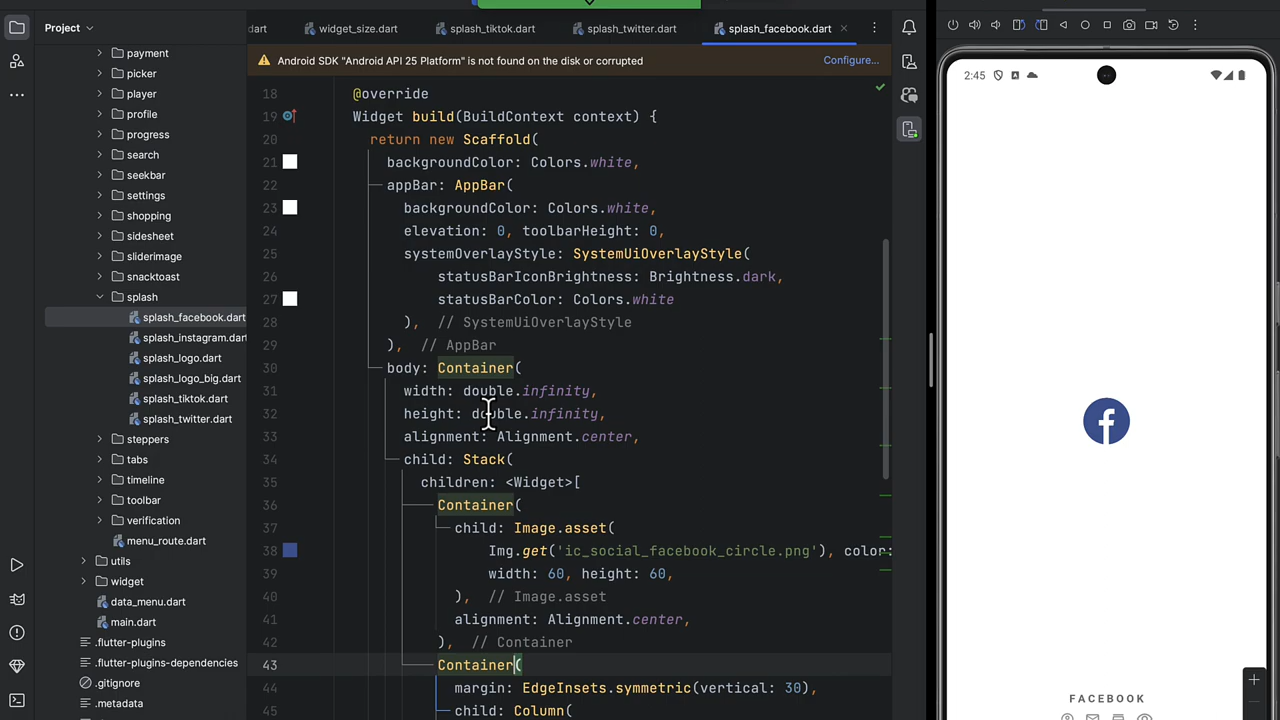 Project
payment
picker
player
profile
progress
search
seekbar
settings
shopping
sidesheet
sliderimage
snacktoast
splash
splash_facebook.dart
splash_instagram.dart
splash_logo.dart
splash_logo_big.dart
splash_tiktok.dart
splash_twitter.dart
steppers
tabs
timeline
toolbar
verification
menu_route.dart
utils
widget
data_menu.dart
main.dart
.flutter-plugins
.flutter-plugins-dependencies
.gitignore
.metadata
dart widget_size.dart splash_tiktok.dart splash_twitter.dart splash_facebook.dart
Android SDK "Android API 25 Platform" is not found on the disk or corrupted Configure...
18 @override
19 Widget build(BuildContext context) {
20 return new Scaffold(
21 backgroundColor: Colors.white,
22 appBar: AppBar(
23 backgroundColor: Colors.white,
24 elevation: 0, toolbarHeight: 0,
25 systemOverlayStyle: SystemUiOverlayStyle(
26 statusBarIconBrightness: Brightness.dark,
27 statusBarColor: Colors.white
28 ), // SystemUiOverlayStyle
29 ), // AppBar
30 body: Container(
31 width: double.infinity,
32 height: double.infinity,
33 alignment: Alignment.center,
34 child: Stack(
35 children: <Widget>[
36 Container(
37 child: Image.asset(
38 Img.get('ic_social_facebook_circle.png'), color:
39 width: 60, height: 60,
40 ), // Image.asset
41 alignment: Alignment.center,
42 ), // Container
43 Container(
44 margin: EdgeInsets.symmetric(vertical: 30),
45 child: Column(
2:45
FACEBOOK